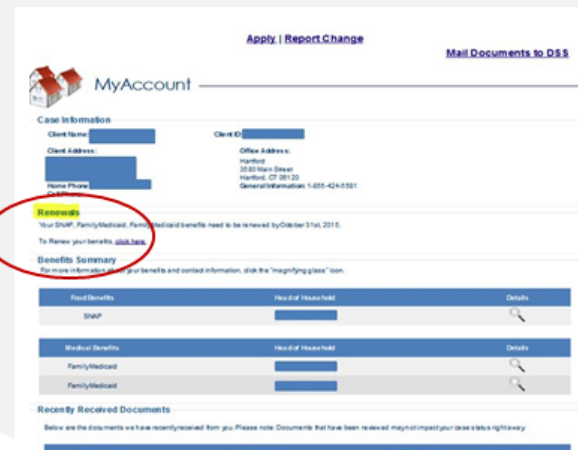 Apply | Report Change
Mail Documents to DSS
MyAccount
Case Information
Client Name:
Client ID:
Client Address:
Office Address:
Hartford
3580 Main Street
Hartford, CT 06120
Home Phone:
General Information: 1-855-424-5581
Renewals
Your SNAP, FamilyMedicaid, FamilyMedicaid benefits need to be renewed by October 31st, 2015.
To Renew your benefits, click here.
Benefits Summary
For more information about your benefits and contact information, click the "magnifying glass" icon.
Food Benefits Head of Household Details
SNAP
Medical Benefits Head of Household Details
FamilyMedicaid
FamilyMedicaid
Recently Received Documents
Below are the documents we have recently received from you. Please note: Documents that have been reviewed may not impact your case status right away.